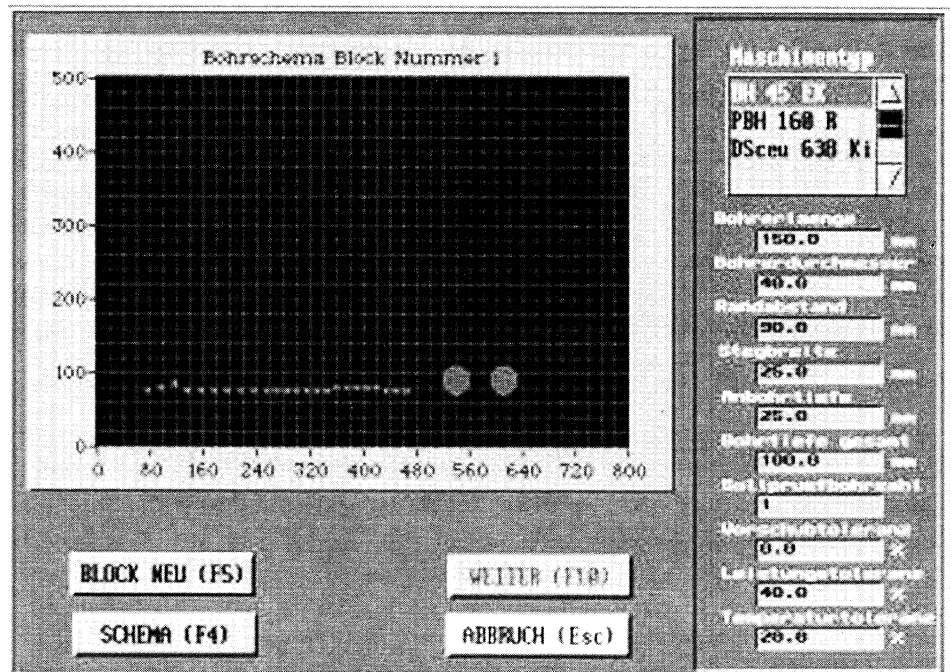 Bohrschema Block Nummer 1
500
400
300
200
100
0
0 80 160 240 320 400 480 560 640 720 800
BLOCK NEU (F5)
WEITER (F10)
SCHEMA (F4)
ABBRUCH (Esc)
Maschinentyp
BH 45 EX
PBH 160 R
DSceu 638 Ki
150.0 mm
Bohrerdurchmesser
40.0 mm
Randabstand
90.0 mm
Stegbreite
25.0 mm
Anbohrtiefe
25.0 mm
Bohrtiefe gesamt
100.0 mm
1
Vorschubtoleranz
0.0 %
Leistungstoleranz
40.0 %
Temperaturtoleranz
20.0 %